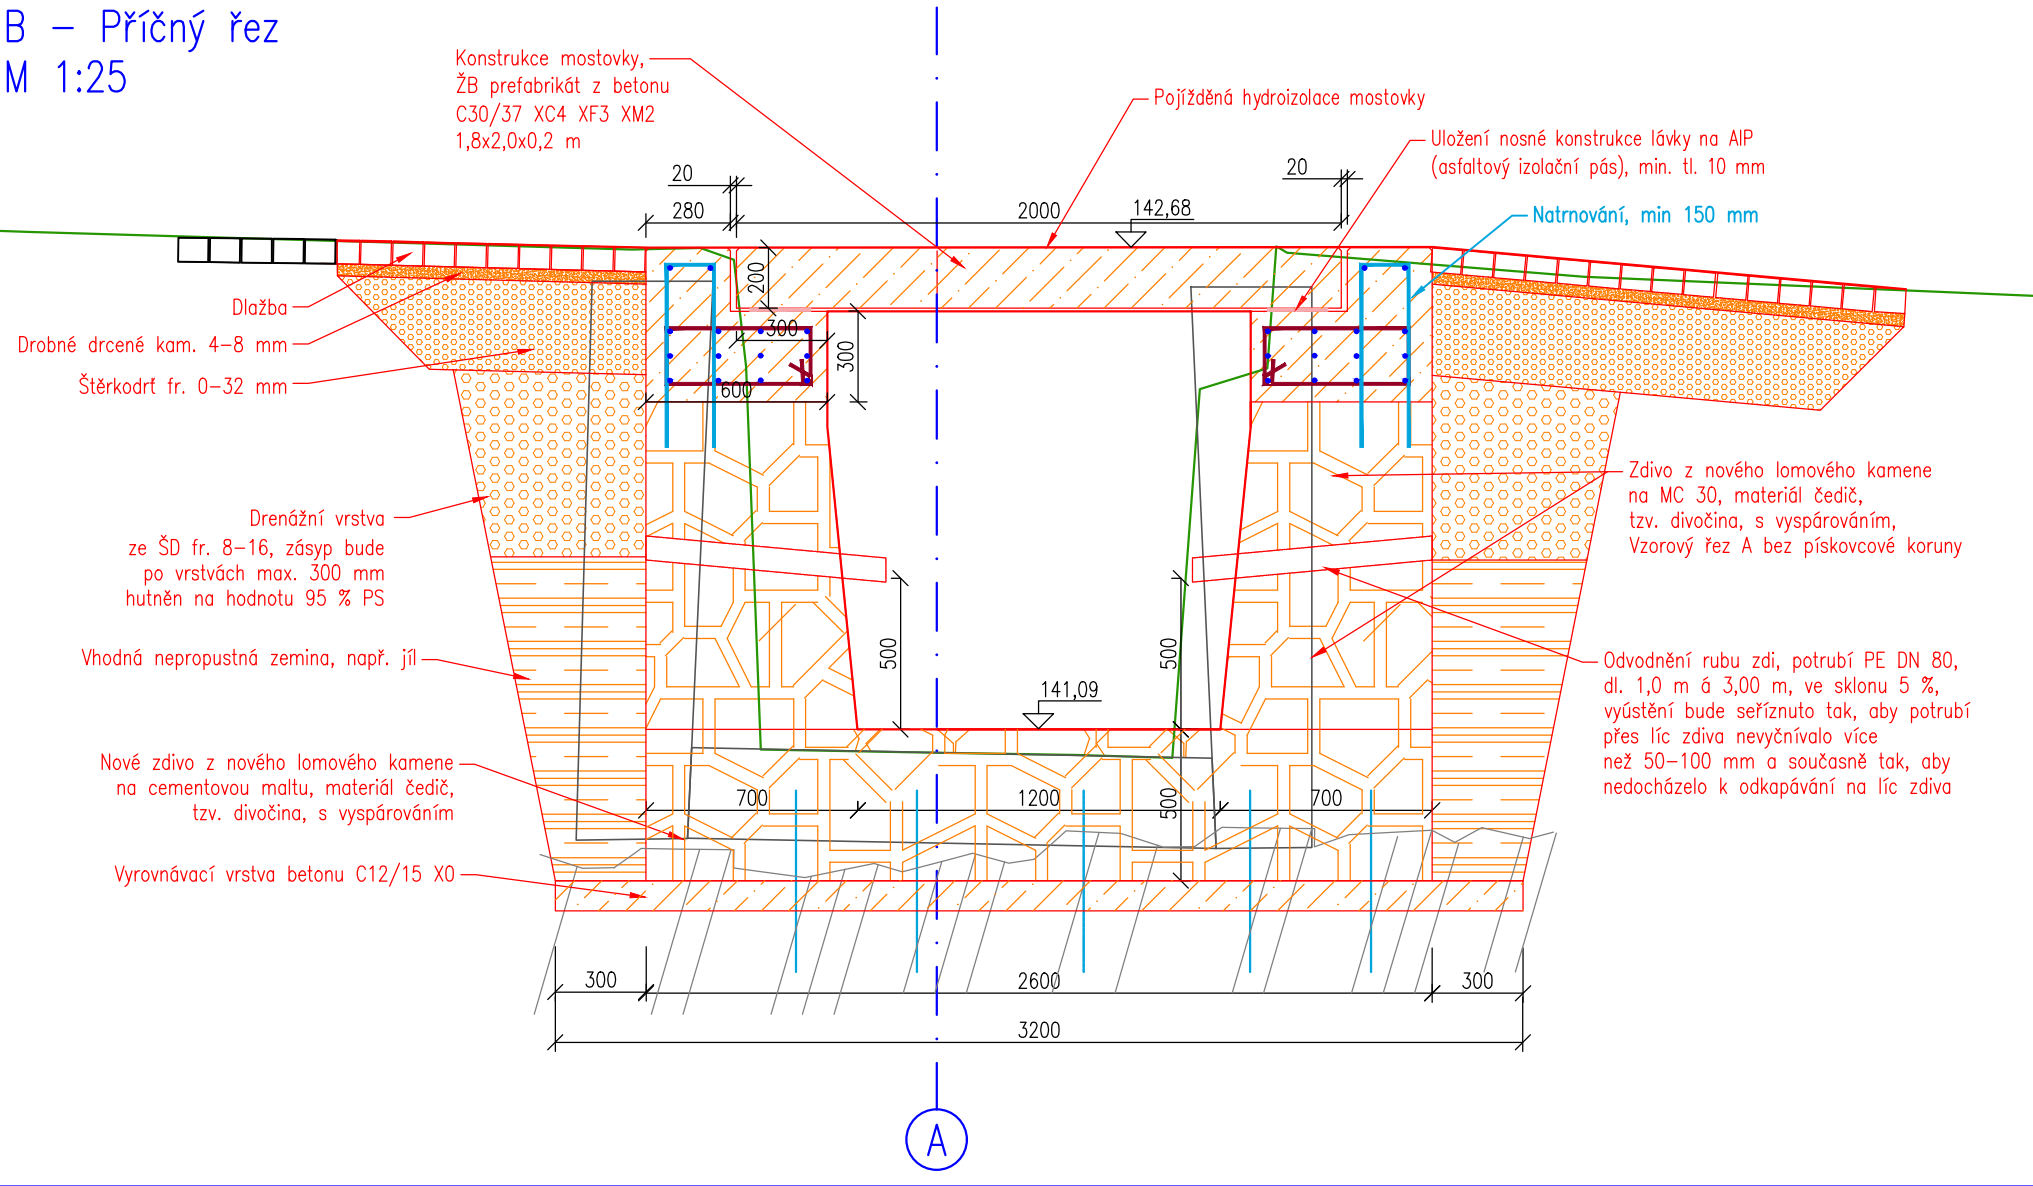 B – Příčný řez
M 1:25
Konstrukce mostovky,
ŽB prefabrikát z betonu
C30/37 XC4 XF3 XM2
1,8x2,0x0,2 m
Pojížděná hydroizolace mostovky
Uložení nosné konstrukce lávky na AIP
(asfaltový izolační pás), min. tl. 10 mm
Natrnování, min 150 mm
20
280
2000
142,68
20
200
300
300
600
Dlažba
Drobné drcené kam. 4–8 mm
Štěrkodrť fr. 0–32 mm
Drenážní vrstva
ze ŠD fr. 8–16, zásyp bude
po vrstvách max. 300 mm
hutněn na hodnotu 95 % PS
Vhodná nepropustná zemina, např. jíl
Nové zdivo z nového lomového kamene
na cementovou maltu, materiál čedič,
tzv. divočina, s vyspárováním
Vyrovnávací vrstva betonu C12/15 X0
Zdivo z nového lomového kamene
na MC 30, materiál čedič,
tzv. divočina, s vyspárováním,
Vzorový řez A bez pískovcové koruny
Odvodnění rubu zdi, potrubí PE DN 80,
dl. 1,0 m á 3,00 m, ve sklonu 5 %,
vyústění bude seříznuto tak, aby potrubí
přes líc zdiva nevyčnívalo více
než 50–100 mm a současně tak, aby
nedocházelo k odkapávání na líc zdiva
500
500
141,09
700
1200
500
700
300
2600
300
3200
A